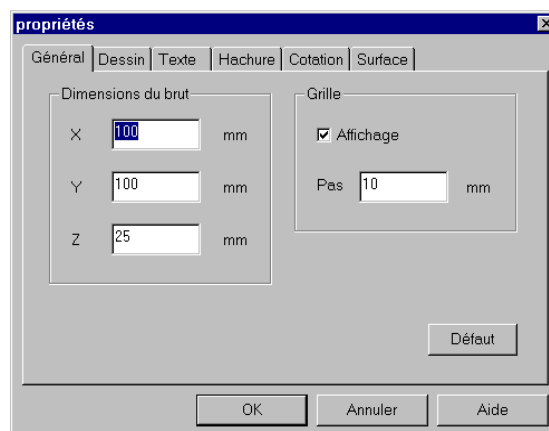 propriétés
Général Dessin Texte Hachure Cotation Surface
Dimensions du brut
X 100 mm
Y 100 mm
Z 25 mm
Grille
Affichage
Pas 10 mm
Défaut
OK Annuler Aide